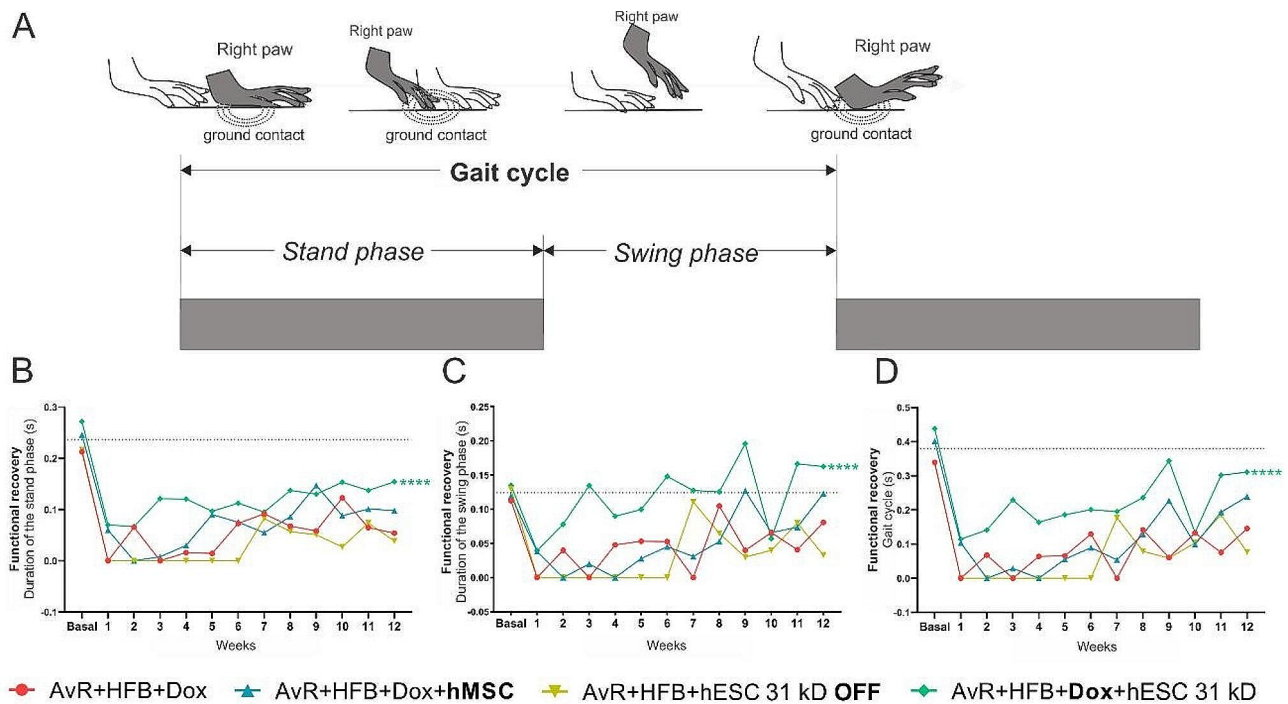 A
Right paw
Right paw
Right paw
Right paw
ground contact
ground contact
ground contact
Gait cycle
Stand phase
Swing phase
B
Functional recovery
Duration of the stand phase (s)
0.3
0.2
0.1
0.0
-0.1
****
Basal 1 2 3 4 5 6 7 8 9 10 11 12
Weeks
C
Functional recovery
Duration of the swing phase (s)
0.25
0.20
0.15
0.10
0.05
0.00
-0.05
****
Basal 1 2 3 4 5 6 7 8 9 10 11 12
Weeks
D
Functional recovery
Gait cycle (s)
0.5
0.4
0.3
0.2
0.1
0.0
-0.1
****
Basal 1 2 3 4 5 6 7 8 9 10 11 12
Weeks
AvR+HFB+Dox
AvR+HFB+Dox+hMSC
AvR+HFB+hESC 31 kD OFF
AvR+HFB+Dox+hESC 31 kD